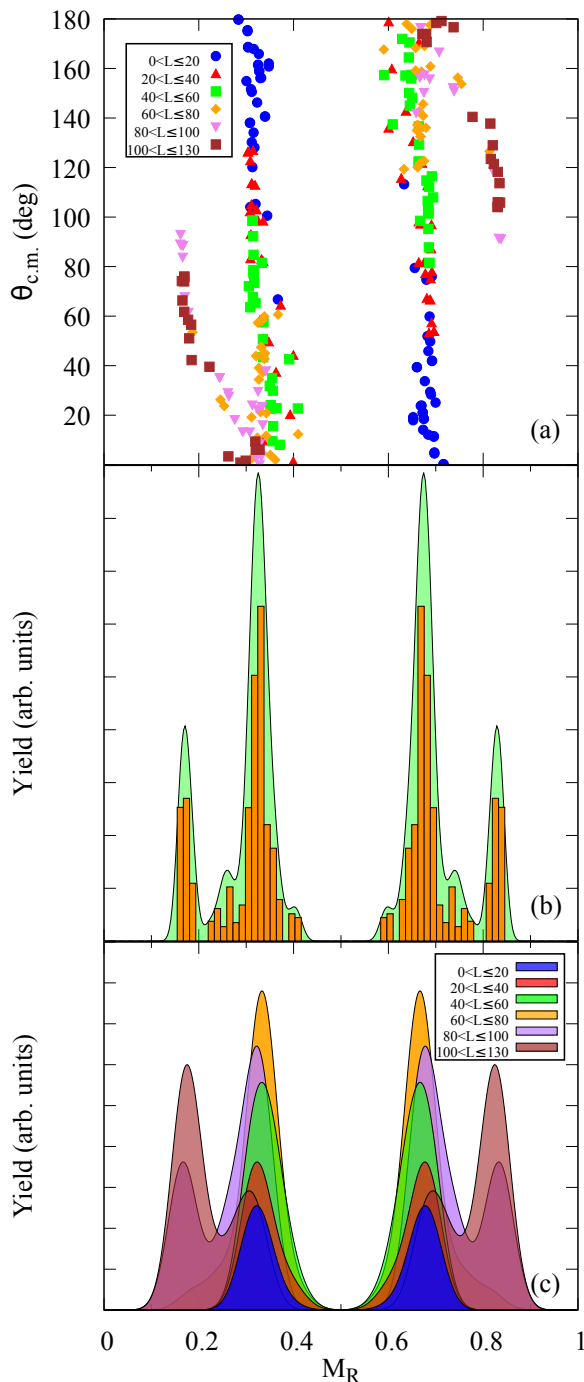 180
160
140
120
100
80
60
40
20
θc.m. (deg)
0<L≤20
20<L≤40
40<L≤60
60<L≤80
80<L≤100
100<L≤130
(a)
Yield (arb. units)
(b)
Yield (arb. units)
0<L≤20
20<L≤40
40<L≤60
60<L≤80
80<L≤100
100<L≤130
(c)
0 0.2 0.4 0.6 0.8 1
MR